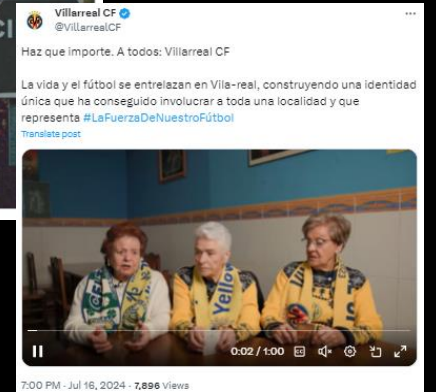 CI
Villarreal CF
@VillarrealCF
Haz que importe. A todos: Villarreal CF
La vida y el fútbol se entrelazan en Vila-real, construyendo una identidad
única que ha conseguido involucrar a toda una localidad y que
representa #LaFuerzaDeNuestroFútbol
Translate post
Yellow
0:02 / 1:00
7:00 PM · Jul 16, 2024 · 7,896 Views